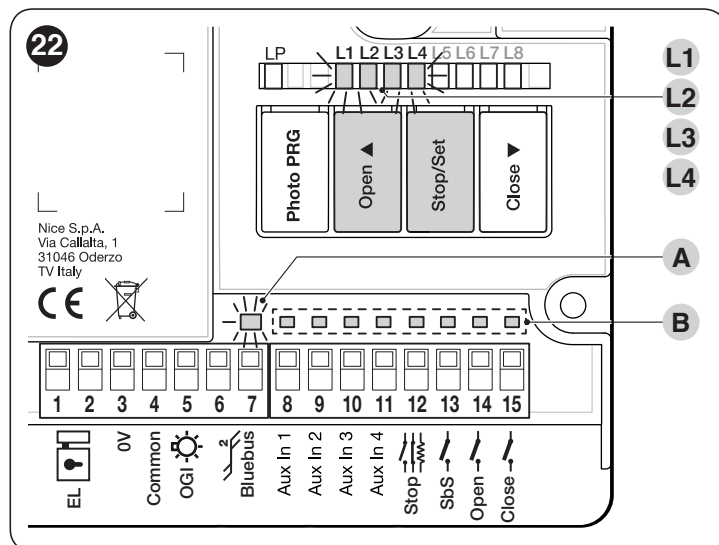 22
LP L1 L2 L3 L4 L5 L6 L7 L8
L1
L2
L3
L4
Photo PRG
Open ▲
Stop/Set
Close ▼
Nice S.p.A.
Via Callalta, 1
31046 Oderzo
TV Italy
CE
A
B
1 2 3 4 5 6 7 8 9 10 11 12 13 14 15
EL
0V
Common
OGI
2
Bluebus
Aux In 1
Aux In 2
Aux In 3
Aux In 4
Stop
SbS
Open
Close